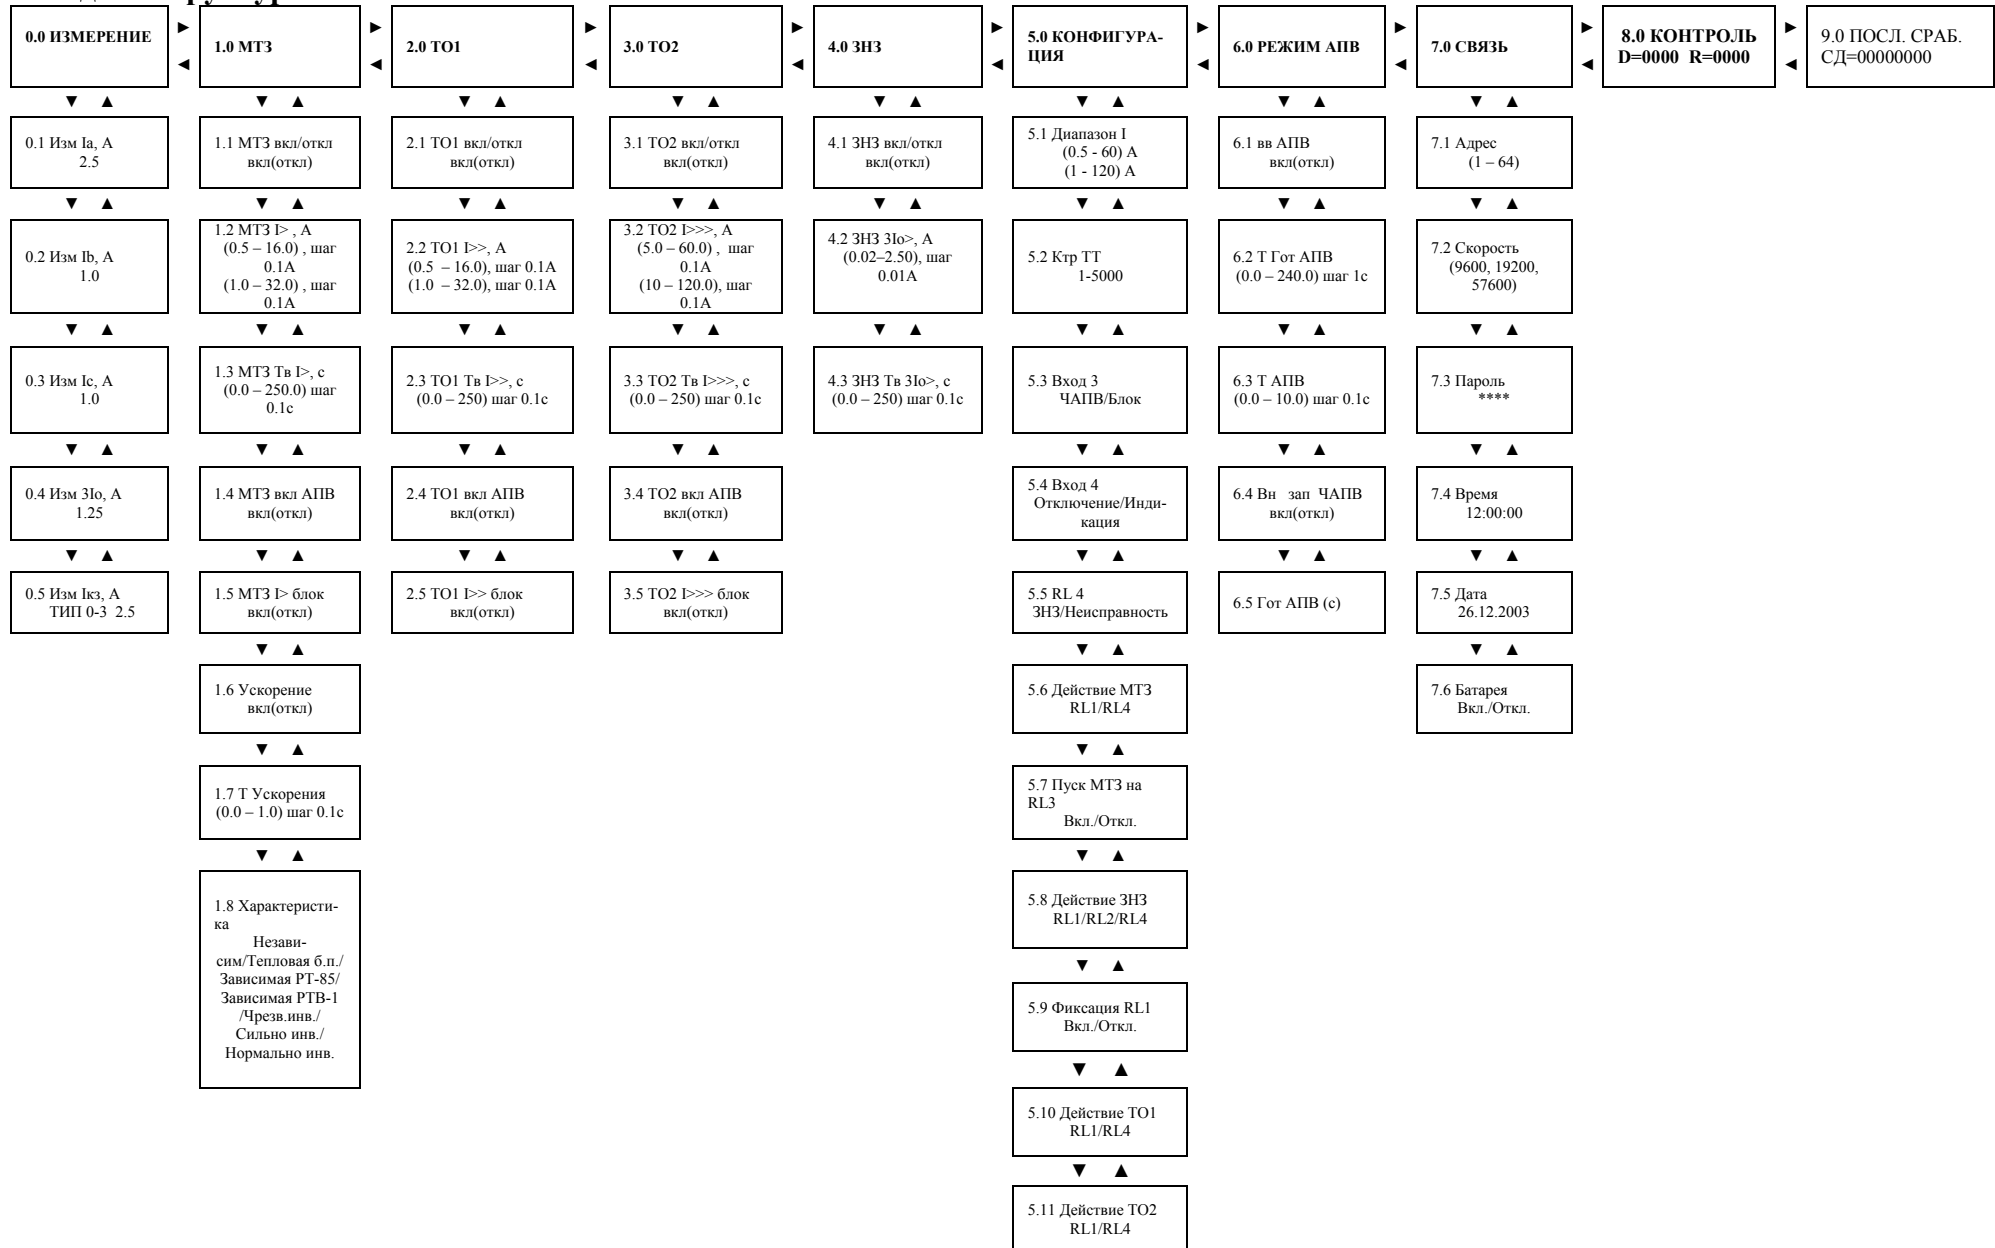 0.0 ИЗМЕРЕНИЕ
0.1 Изм Ia, А
2.5
0.2 Изм Ib, А
1.0
0.3 Изм Ic, А
1.0
0.4 Изм 3Io, А
1.25
0.5 Изм Iкз, А
ТИП 0-3 2.5
1.0 МТЗ
1.1 МТЗ вкл/откл
вкл(откл)
1.2 МТЗ I> , А
(0.5 – 16.0) , шаг
0.1А
(1.0 – 32.0) , шаг
0.1А
1.3 МТЗ Тв I>, с
(0.0 – 250.0) шаг
0.1с
1.4 МТЗ вкл АПВ
вкл(откл)
1.5 МТЗ I> блок
вкл(откл)
1.6 Ускорение
вкл(откл)
1.7 Т Ускорения
(0.0 – 1.0) шаг 0.1с
1.8 Характеристи-
ка
Незави-
сим/Тепловая б.п./
Зависимая РТ-85/
Зависимая РТВ-1
/Чрезв.инв./
Сильно инв./
Нормально инв.
2.0 ТО1
2.1 ТО1 вкл/откл
вкл(откл)
2.2 ТО1 I>>, А
(0.5 – 16.0), шаг 0.1А
(1.0 – 32.0), шаг 0.1А
2.3 ТО1 Тв I>>, с
(0.0 – 250) шаг 0.1с
2.4 ТО1 вкл АПВ
вкл(откл)
2.5 ТО1 I>> блок
вкл(откл)
3.0 ТО2
3.1 ТО2 вкл/откл
вкл(откл)
3.2 ТО2 I>>>, А
(5.0 – 60.0) , шаг
0.1А
(10 – 120.0), шаг
0.1А
3.3 ТО2 Тв I>>>, с
(0.0 – 250) шаг 0.1с
3.4 ТО2 вкл АПВ
вкл(откл)
3.5 ТО2 I>>> блок
вкл(откл)
4.0 ЗНЗ
4.1 ЗНЗ вкл/откл
вкл(откл)
4.2 ЗНЗ 3Io>, А
(0.02–2.50), шаг
0.01А
4.3 ЗНЗ Тв 3Io>, с
(0.0 – 250) шаг 0.1с
5.0 КОНФИГУРА-
ЦИЯ
5.1 Диапазон I
(0.5 - 60) А
(1 - 120) А
5.2 Ктр ТТ
1-5000
5.3 Вход 3
ЧАПВ/Блок
5.4 Вход 4
Отключение/Инди-
кация
5.5 RL 4
ЗНЗ/Неисправность
5.6 Действие МТЗ
RL1/RL4
5.7 Пуск МТЗ на
RL3
Вкл./Откл.
5.8 Действие ЗНЗ
RL1/RL2/RL4
5.9 Фиксация RL1
Вкл./Откл.
5.10 Действие ТО1
RL1/RL4
5.11 Действие ТО2
RL1/RL4
6.0 РЕЖИМ АПВ
6.1 вв АПВ
вкл(откл)
6.2 Т Гот АПВ
(0.0 – 240.0) шаг 1с
6.3 Т АПВ
(0.0 – 10.0) шаг 0.1с
6.4 Вн зап ЧАПВ
вкл(откл)
6.5 Гот АПВ (с)
7.0 СВЯЗЬ
7.1 Адрес
(1 – 64)
7.2 Скорость
(9600, 19200,
57600)
7.3 Пароль
****
7.4 Время
12:00:00
7.5 Дата
26.12.2003
7.6 Батарея
Вкл./Откл.
8.0 КОНТРОЛЬ
D=0000 R=0000
9.0 ПОСЛ. СРАБ.
СД=00000000